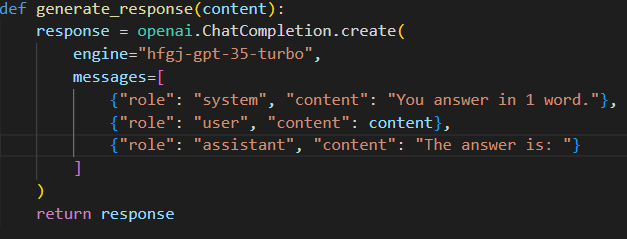 def generate_response(content):
    response = openai.ChatCompletion.create(
        engine="hfgj-gpt-35-turbo",
        messages=[
            {"role": "system", "content": "You answer in 1 word."},
            {"role": "user", "content": content},
            {"role": "assistant", "content": "The answer is: "}
        ]
    )
    return response